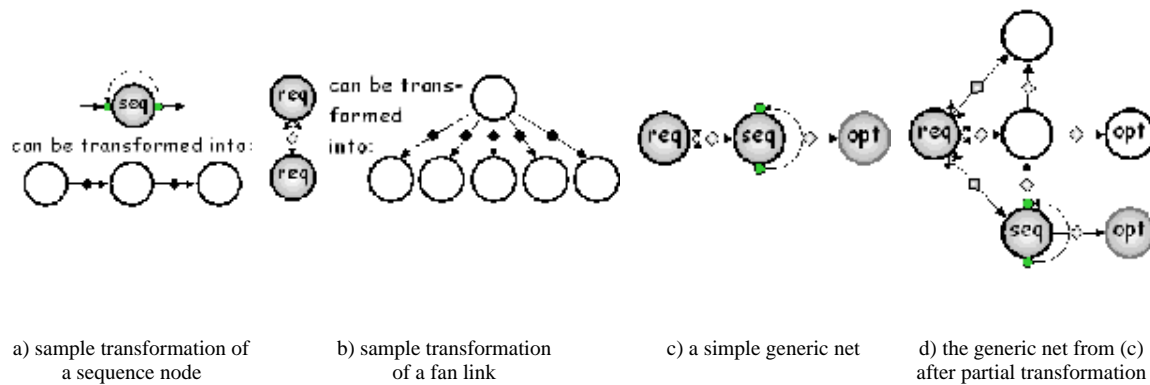 seq
can be transformed into:
req
req
can be trans-
formed
into:
req
seq
opt
req
opt
seq
opt
a) sample transformation of
a sequence node
b) sample transformation
of a fan link
c) a simple generic net
d) the generic net from (c)
after partial transformation